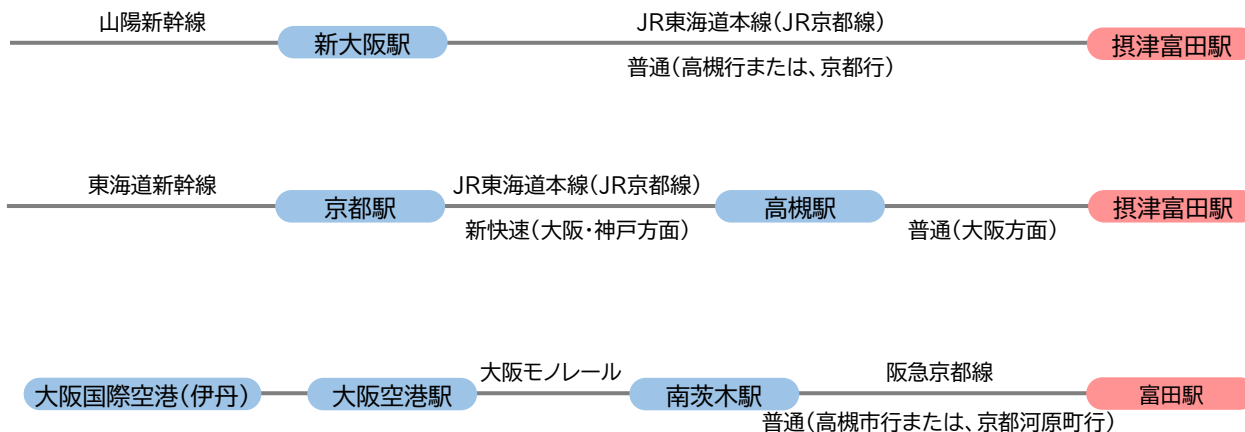 山陽新幹線
JR東海道本線(JR京都線)
新大阪駅
摂津富田駅
普通(高槻行または、京都行)
東海道新幹線
JR東海道本線(JR京都線)
京都駅
高槻駅
摂津富田駅
新快速(大阪・神戸方面)
普通(大阪方面)
大阪モノレール
阪急京都線
大阪国際空港(伊丹)
大阪空港駅
南茨木駅
富田駅
普通(高槻市行または、京都河原町行)